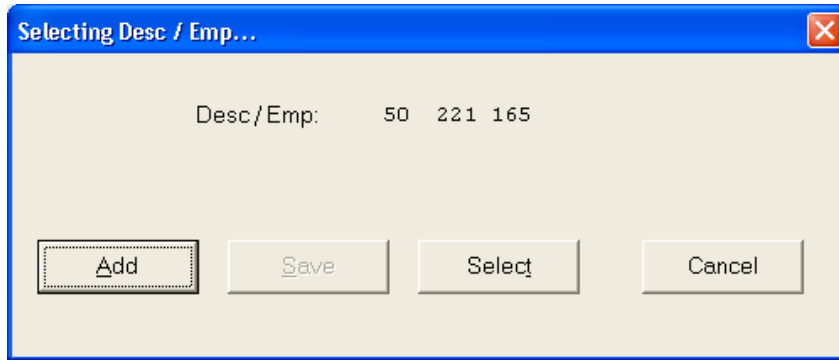 Selecting Desc / Emp...
Desc/Emp: 50 221 165
Add Save Select Cancel